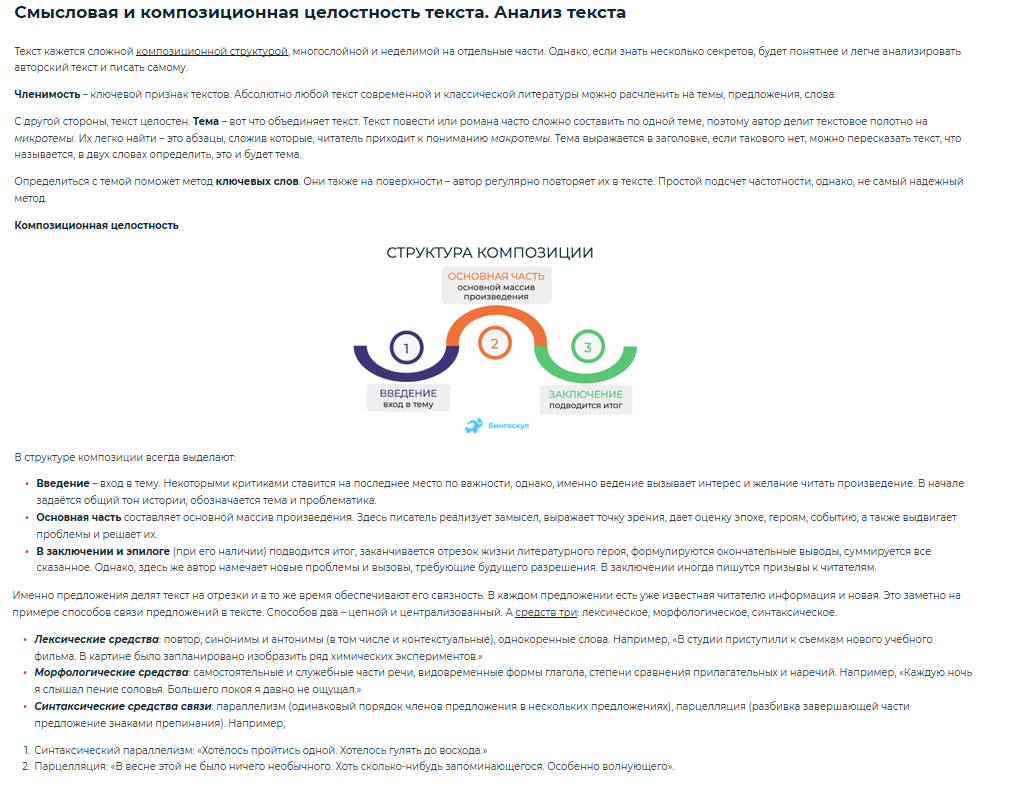 Смысловая и композиционная целостность текста. Анализ текста
Текст кажется сложной композиционной структурой, многослойной и неделимой на отдельные части. Однако, если знать несколько секретов, будет понятнее и легче анализировать
авторский текст и писать самому.
Членимость – ключевой признак текстов. Абсолютно любой текст современной и классической литературы можно расчленить на темы, предложения, слова.
С другой стороны, текст целостен. Тема – вот что объединяет текст. Текст повести или романа часто сложно составить по одной теме, поэтому автор делит текстовое полотно на
микротемы. Их легко найти – это абзацы, сложив которые, читатель приходит к пониманию макротемы. Тема выражается в заголовке, если такового нет, можно пересказать текст, что
называется, в двух словах определить, это и будет тема.
Определиться с темой поможет метод ключевых слов. Они также на поверхности – автор регулярно повторяет их в тексте. Простой подсчет частотности, однако, не самый надежный
метод.
Композиционная целостность
СТРУКТУРА КОМПОЗИЦИИ
ОСНОВНАЯ ЧАСТЬ
основной массив
произведения
1
2
3
ВВЕДЕНИЕ
вход в тему
ЗАКЛЮЧЕНИЕ
подводится итог
Бингоскул
В структуре композиции всегда выделают:
• Введение – вход в тему. Некоторыми критиками ставится на последнее место по важности, однако, именно ведение вызывает интерес и желание читать произведение. В начале
задаётся общий тон истории, обозначается тема и проблематика.
• Основная часть составляет основной массив произведения. Здесь писатель реализует замысел, выражает точку зрения, дает оценку эпохе, героям, событию, а также выдвигает
проблемы и решает их.
• В заключении и эпилоге (при его наличии) подводится итог, заканчивается отрезок жизни литературного героя, формулируются окончательные выводы, суммируется все
сказанное. Однако, здесь же автор намечает новые проблемы и вызовы, требующие будущего разрешения. В заключении иногда пишутся призывы к читателям.
Именно предложения делят текст на отрезки и в то же время обеспечивают его связность. В каждом предложении есть уже известная читателю информация и новая. Это заметно на
примере способов связи предложений в тексте. Способов два – цепной и централизованный. А средств три: лексическое, морфологическое, синтаксическое.
• Лексические средства: повтор, синонимы и антонимы (в том числе и контекстуальные), однокоренные слова. Например, «В студии приступили к съемкам нового учебного
фильма. В картине было запланировано изобразить ряд химических экспериментов.»
• Морфологические средства: самостоятельные и служебные части речи, видовременные формы глагола, степени сравнения прилагательных и наречий. Например, «Каждую ночь
я слышал пение соловья. Большего покоя я давно не ощущал.»
• Синтаксические средства связи: параллелизм (одинаковый порядок членов предложения в нескольких предложениях), парцелляция (разбивка завершающей части
предложение знаками препинания). Например,
1. Синтаксический параллелизм: «Хотелось пройтись одной. Хотелось гулять до восхода.»
2. Парцелляция: «В весне этой не было ничего необычного. Хоть сколько-нибудь запоминающегося. Особенно волнующего».